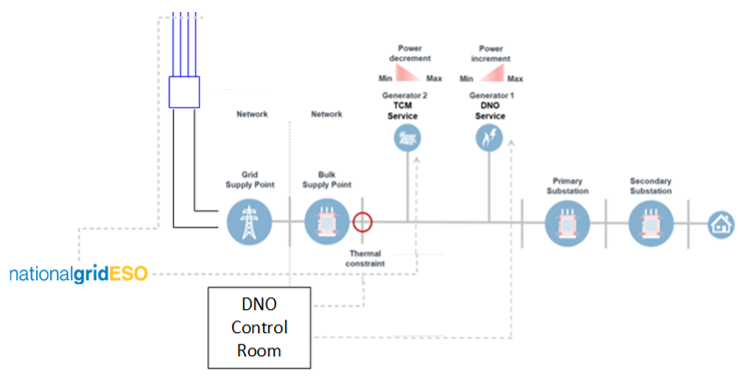 Power
decrement
Power
increment
Min
Max
Min
Max
Generator 2
TCM
Service
Generator 1
DNO
Service
Network
Network
Grid
Supply Point
Bulk
Supply Point
Primary
Substation
Secondary
Substation
Thermal
constraint
nationalgridESO
DNO
Control
Room